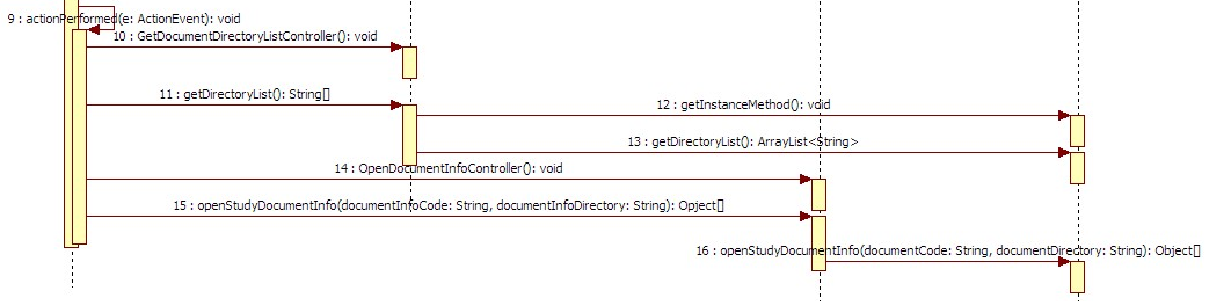 9 : actionPerformed(e: ActionEvent): void
10 : GetDocumentDirectoryListController(): void
11 : getDirectoryList(): String[]
12 : getInstanceMethod(): void
13 : getDirectoryList(): ArrayList<String>
14 : OpenDocumentInfoController(): void
15 : openStudyDocumentInfo(documentInfoCode: String, documentInfoDirectory: String): Opject[]
16 : openStudyDocumentInfo(documentCode: String, documentDirectory: String): Object[]